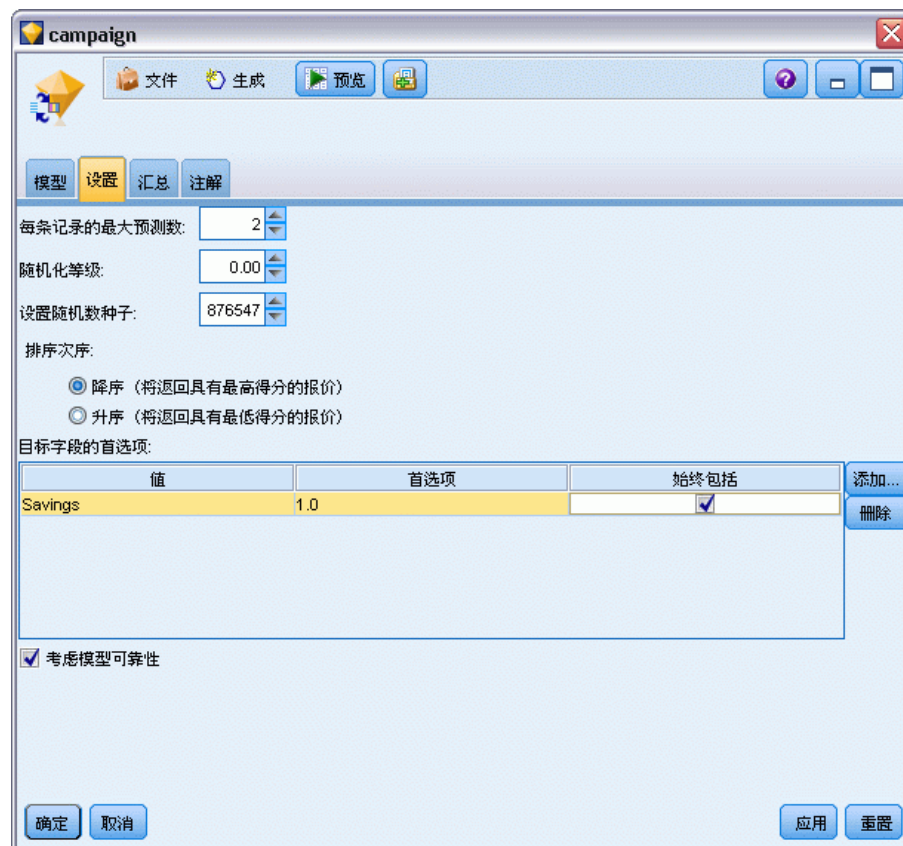 campaign
文件 生成 预览
模型 设置 汇总 注解
每条记录的最大预测数: 2
随机化等级: 0.00
设置随机数种子: 876547
排序次序:
降序（将返回具有最高得分的报价）
升序（将返回具有最低得分的报价）
目标字段的首选项:
值 首选项 始终包括 添加...
Savings 1.0 删除
考虑模型可靠性
确定 取消 应用 重置